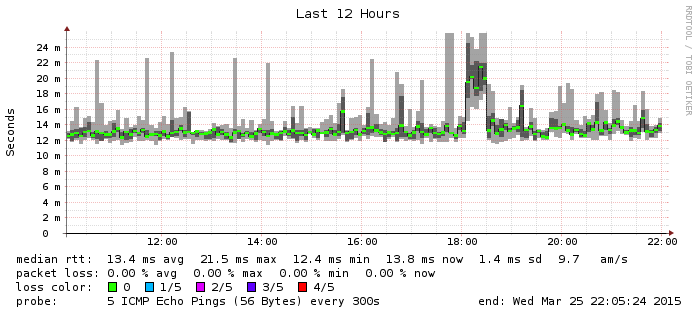 Last 12 Hours
RRDTOOL / TOBI OETIKER
Seconds
24 m
22 m
20 m
18 m
16 m
14 m
12 m
10 m
8 m
6 m
4 m
2 m
0
12:00 14:00 16:00 18:00 20:00 22:00
median rtt: 13.4 ms avg 21.5 ms max 12.4 ms min 13.8 ms now 1.4 ms sd 9.7 am/s
packet loss: 0.00 % avg 0.00 % max 0.00 % min 0.00 % now
loss color: 0 1/5 2/5 3/5 4/5
probe: 5 ICMP Echo Pings (56 Bytes) every 300s end: Wed Mar 25 22:05:24 2015